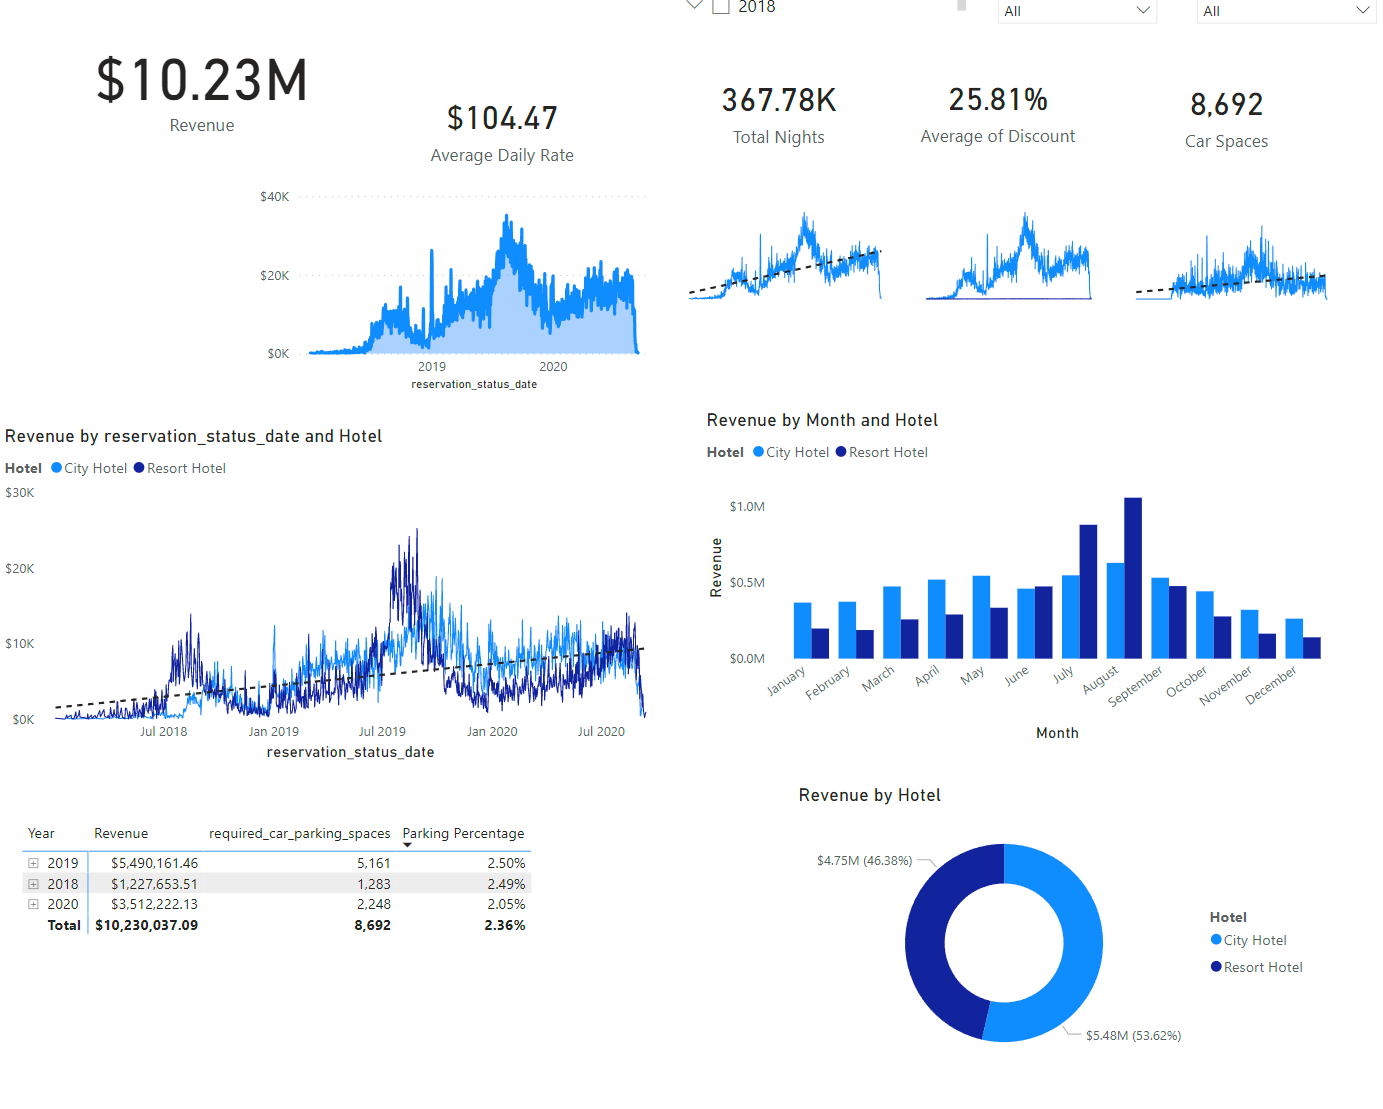 2018
All
All
$10.23M
Revenue
$104.47
Average Daily Rate
367.78K
Total Nights
25.81%
Average of Discount
8,692
Car Spaces
$40K
$20K
$0K
2019 2020
reservation_status_date
Revenue by reservation_status_date and Hotel
Hotel City Hotel Resort Hotel
$30K
$20K
$10K
$0K
Jul 2018 Jan 2019 Jul 2019 Jan 2020 Jul 2020
reservation_status_date
Revenue by Month and Hotel
Hotel City Hotel Resort Hotel
Revenue
$1.0M
$0.5M
$0.0M
January February March April May June July August September October November December
Month
Year Revenue required_car_parking_spaces Parking Percentage
2019 $5,490,161.46 5,161 2.50%
2018 $1,227,653.51 1,283 2.49%
2020 $3,512,222.13 2,248 2.05%
Total $10,230,037.09 8,692 2.36%
Revenue by Hotel
$4.75M (46.38%)
$5.48M (53.62%)
Hotel
City Hotel
Resort Hotel